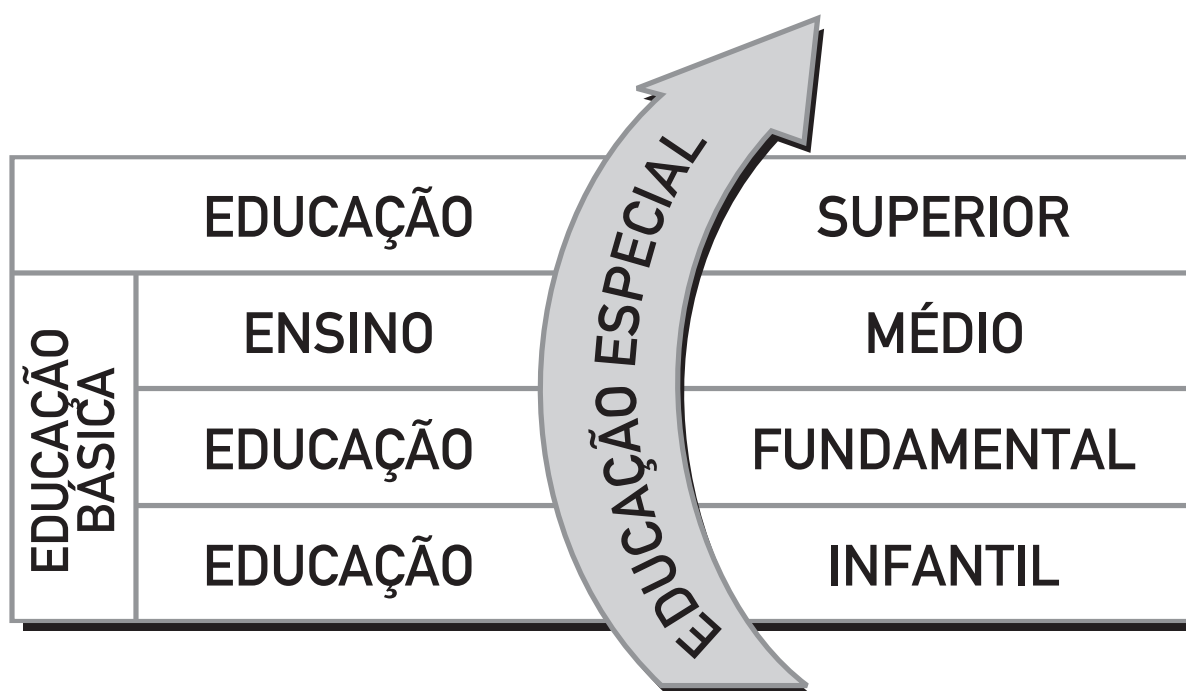 EDUCAÇÃO SUPERIOR
EDUCAÇÃO
BÁSICA
ENSINO MÉDIO
EDUCAÇÃO FUNDAMENTAL
EDUCAÇÃO INFANTIL
EDUCAÇÃO ESPECIAL